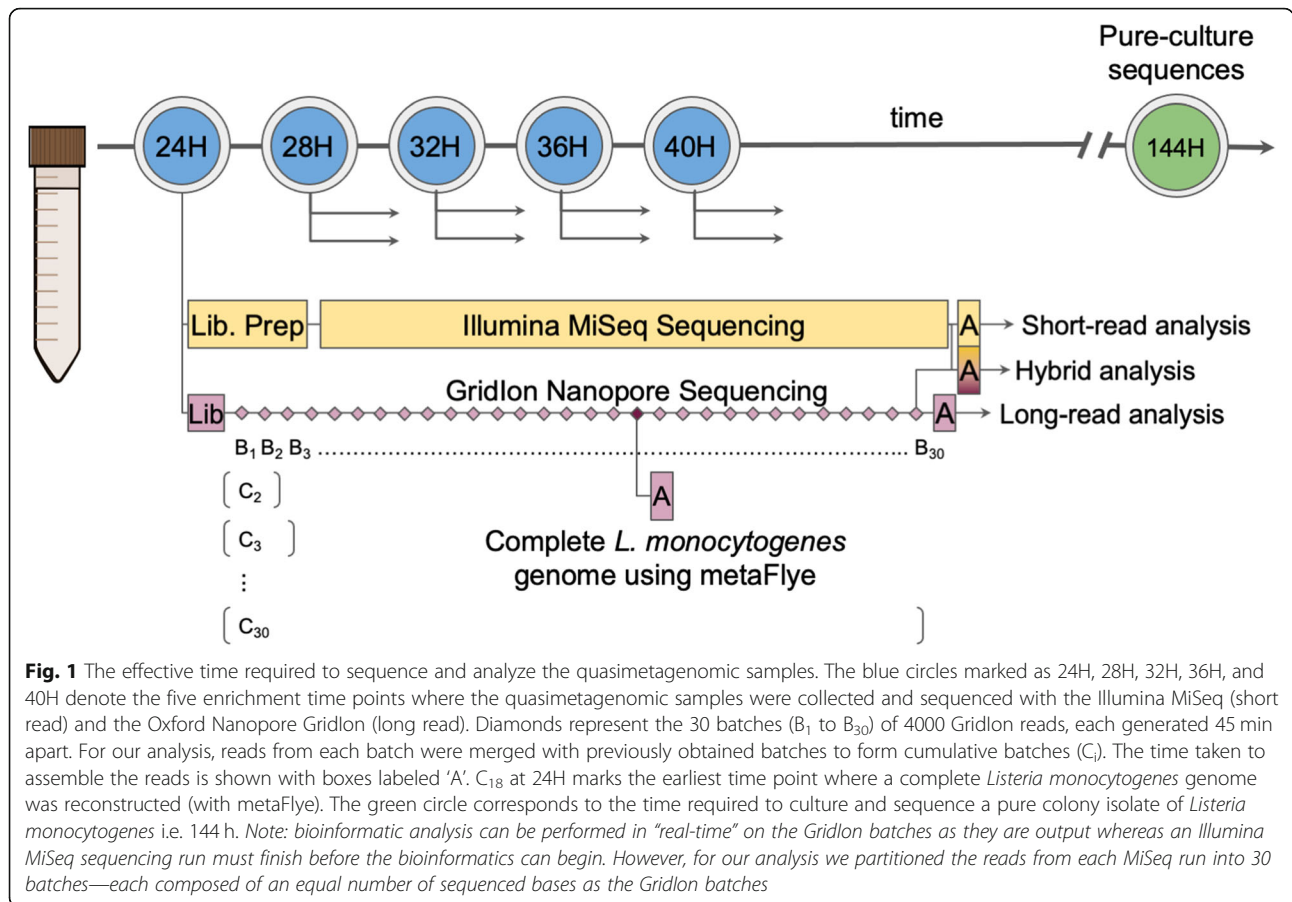 Pure-culture
sequences
24H
28H
32H
36H
40H
time
144H
Lib. Prep
Illumina MiSeq Sequencing
A
Short-read analysis
A
Hybrid analysis
GridIon Nanopore Sequencing
Lib
A
Long-read analysis
B₁ B₂ B₃ ........................................................................ B₃₀
C₂
A
C₃
Complete L. monocytogenes
genome using metaFlye
⋮
C₃₀
Fig. 1 The effective time required to sequence and analyze the quasimetagenomic samples. The blue circles marked as 24H, 28H, 32H, 36H, and
40H denote the five enrichment time points where the quasimetagenomic samples were collected and sequenced with the Illumina MiSeq (short
read) and the Oxford Nanopore GridIon (long read). Diamonds represent the 30 batches (B₁ to B₃₀) of 4000 GridIon reads, each generated 45 min
apart. For our analysis, reads from each batch were merged with previously obtained batches to form cumulative batches (Cᵢ). The time taken to
assemble the reads is shown with boxes labeled ‘A’. C₁₈ at 24H marks the earliest time point where a complete Listeria monocytogenes genome
was reconstructed (with metaFlye). The green circle corresponds to the time required to culture and sequence a pure colony isolate of Listeria
monocytogenes i.e. 144 h. Note: bioinformatic analysis can be performed in “real-time” on the GridIon batches as they are output whereas an Illumina
MiSeq sequencing run must finish before the bioinformatics can begin. However, for our analysis we partitioned the reads from each MiSeq run into 30
batches—each composed of an equal number of sequenced bases as the GridIon batches